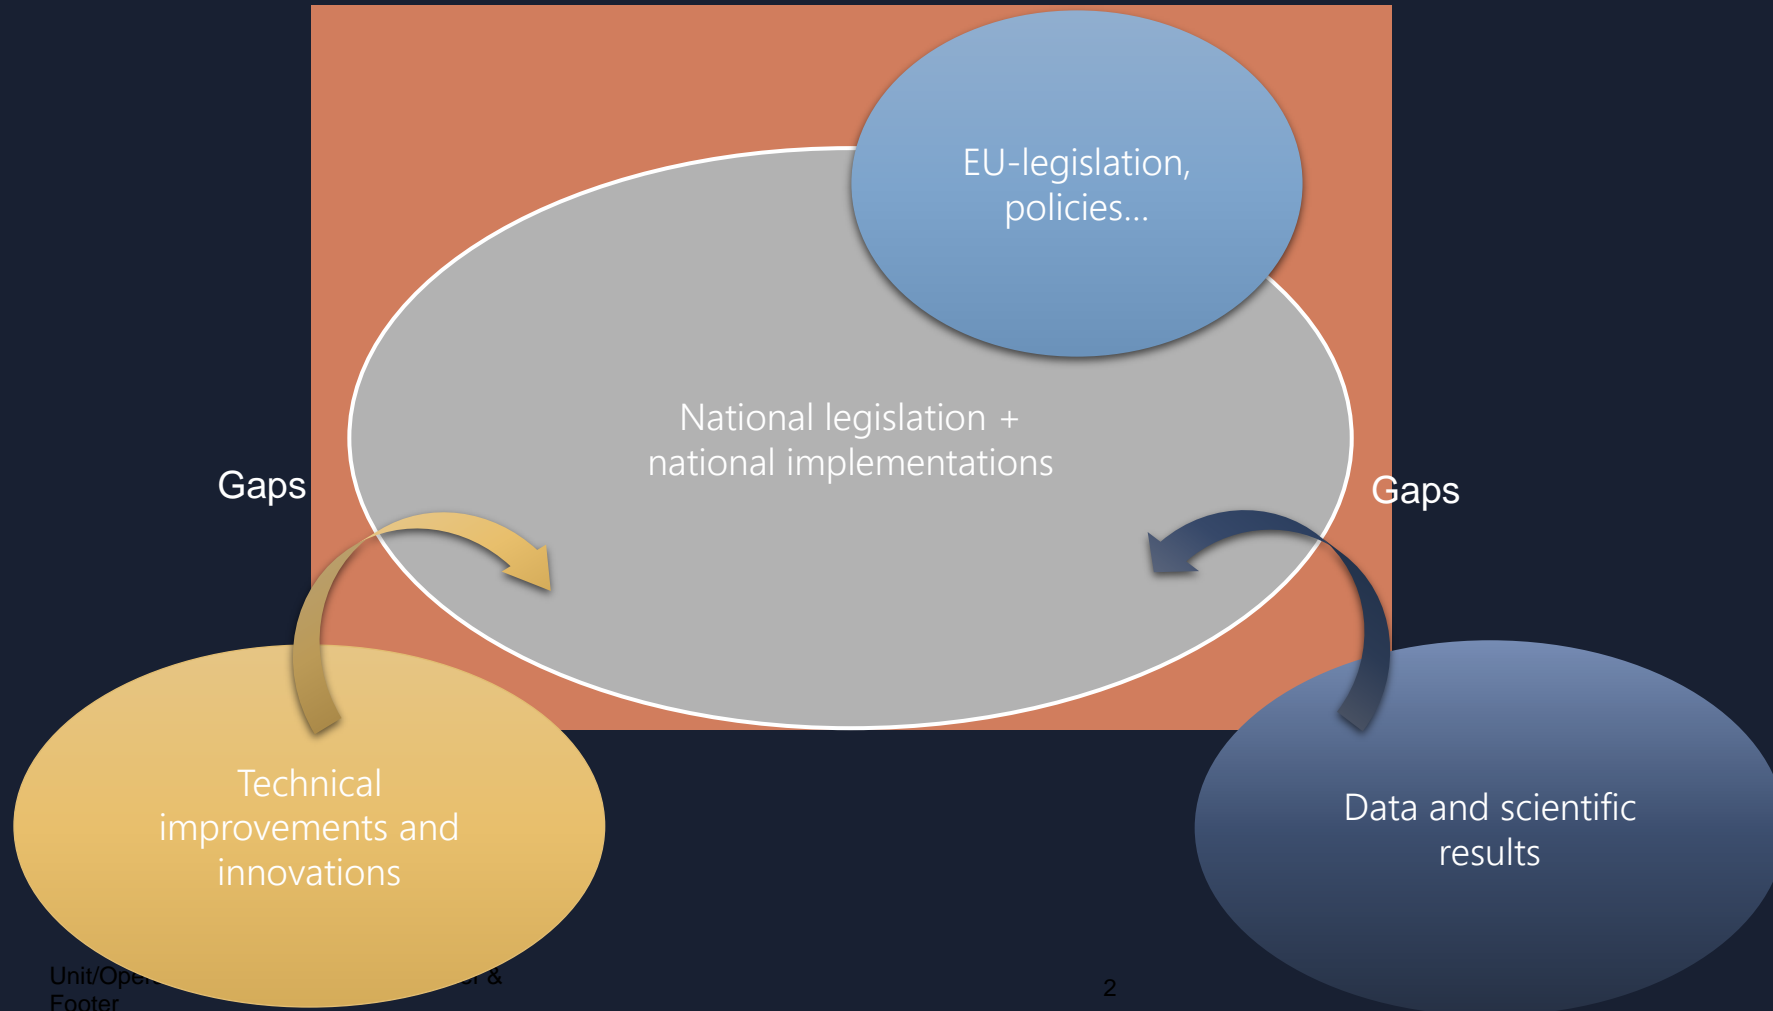 EU-legislation,
policies...
National legislation +
national implementations
Gaps
Gaps
Technical
improvements and
innovations
Data and scientific
results
&
Footer
2